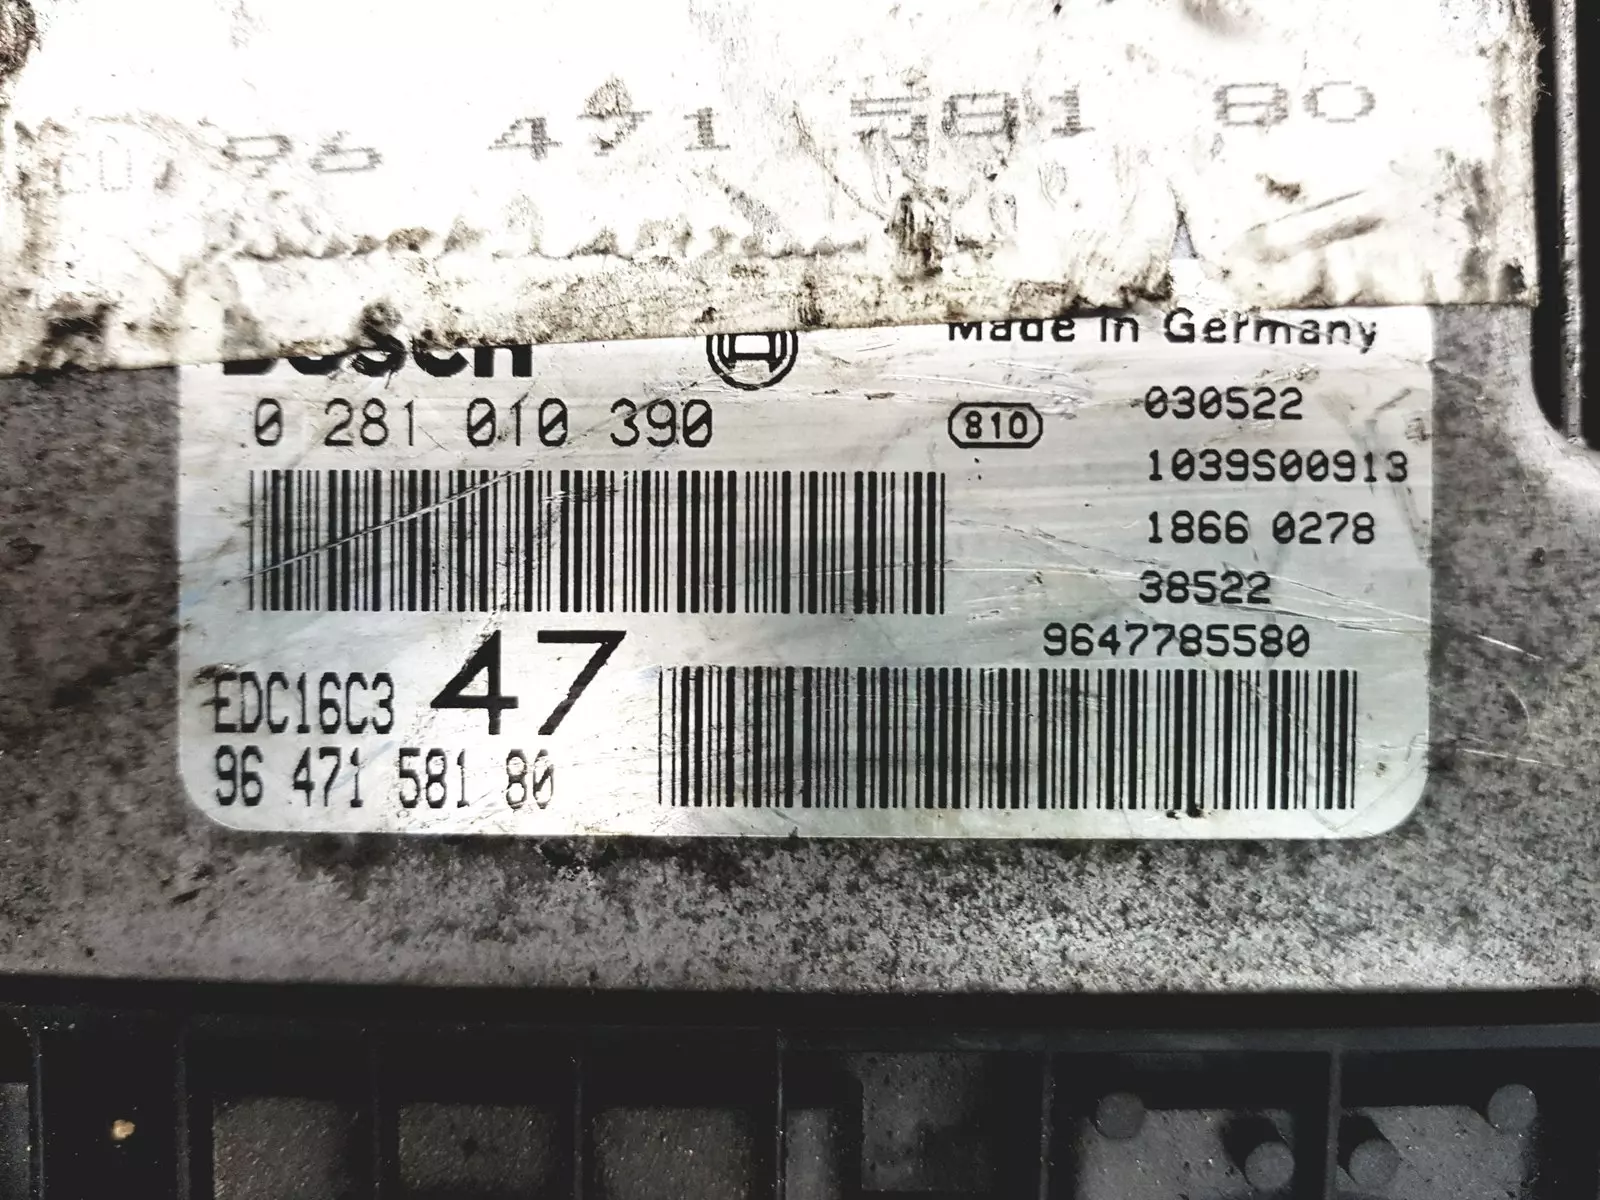 96 471 581 80
Bosch
Made in Germany
0 281 010 390
810
030522
1039S00913
1866 0278
38522
9647785580
EDC16C3 47
96 471 581 80